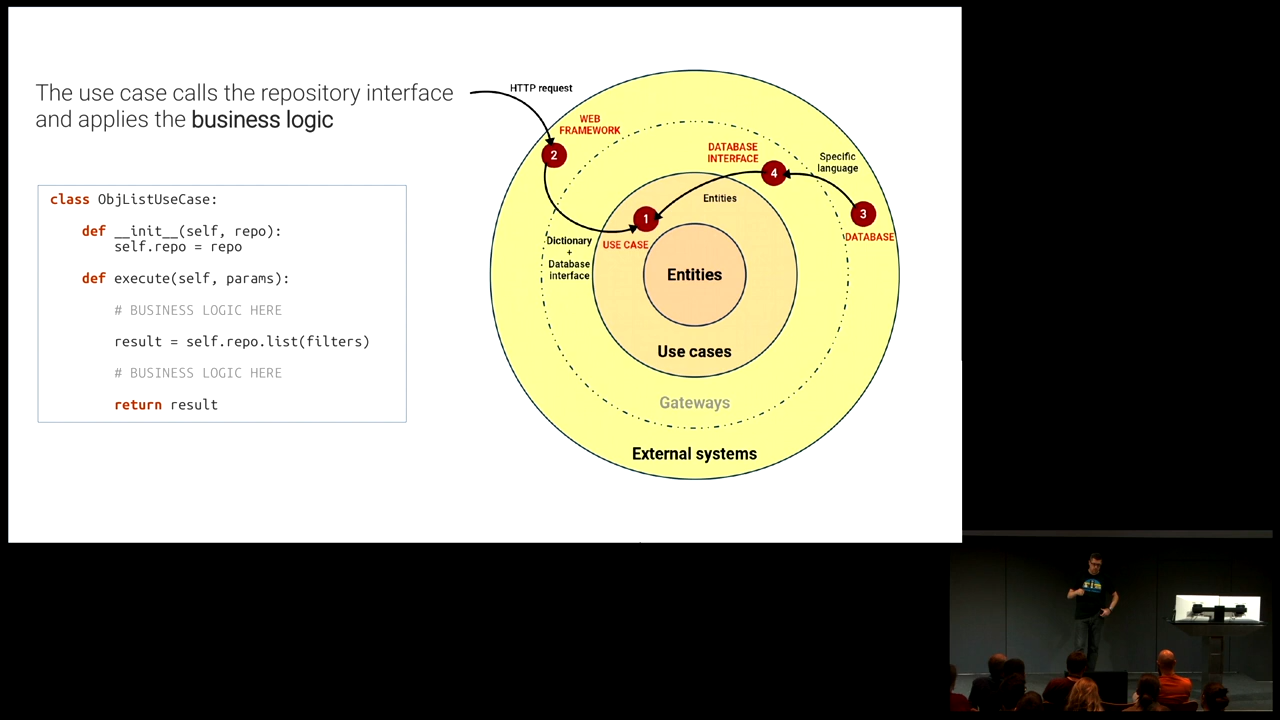 The use case calls the repository interface
and applies the business logic
class ObjListUseCase:
def __init__(self, repo):
self.repo = repo
def execute(self, params):
# BUSINESS LOGIC HERE
result = self.repo.list(filters)
# BUSINESS LOGIC HERE
return result
HTTP request
WEB
FRAMEWORK
2
DATABASE
INTERFACE
4
Specific
language
3
DATABASE
Entities
1
USE CASE
Dictionary
+
Database
interface
Entities
Use cases
Gateways
External systems